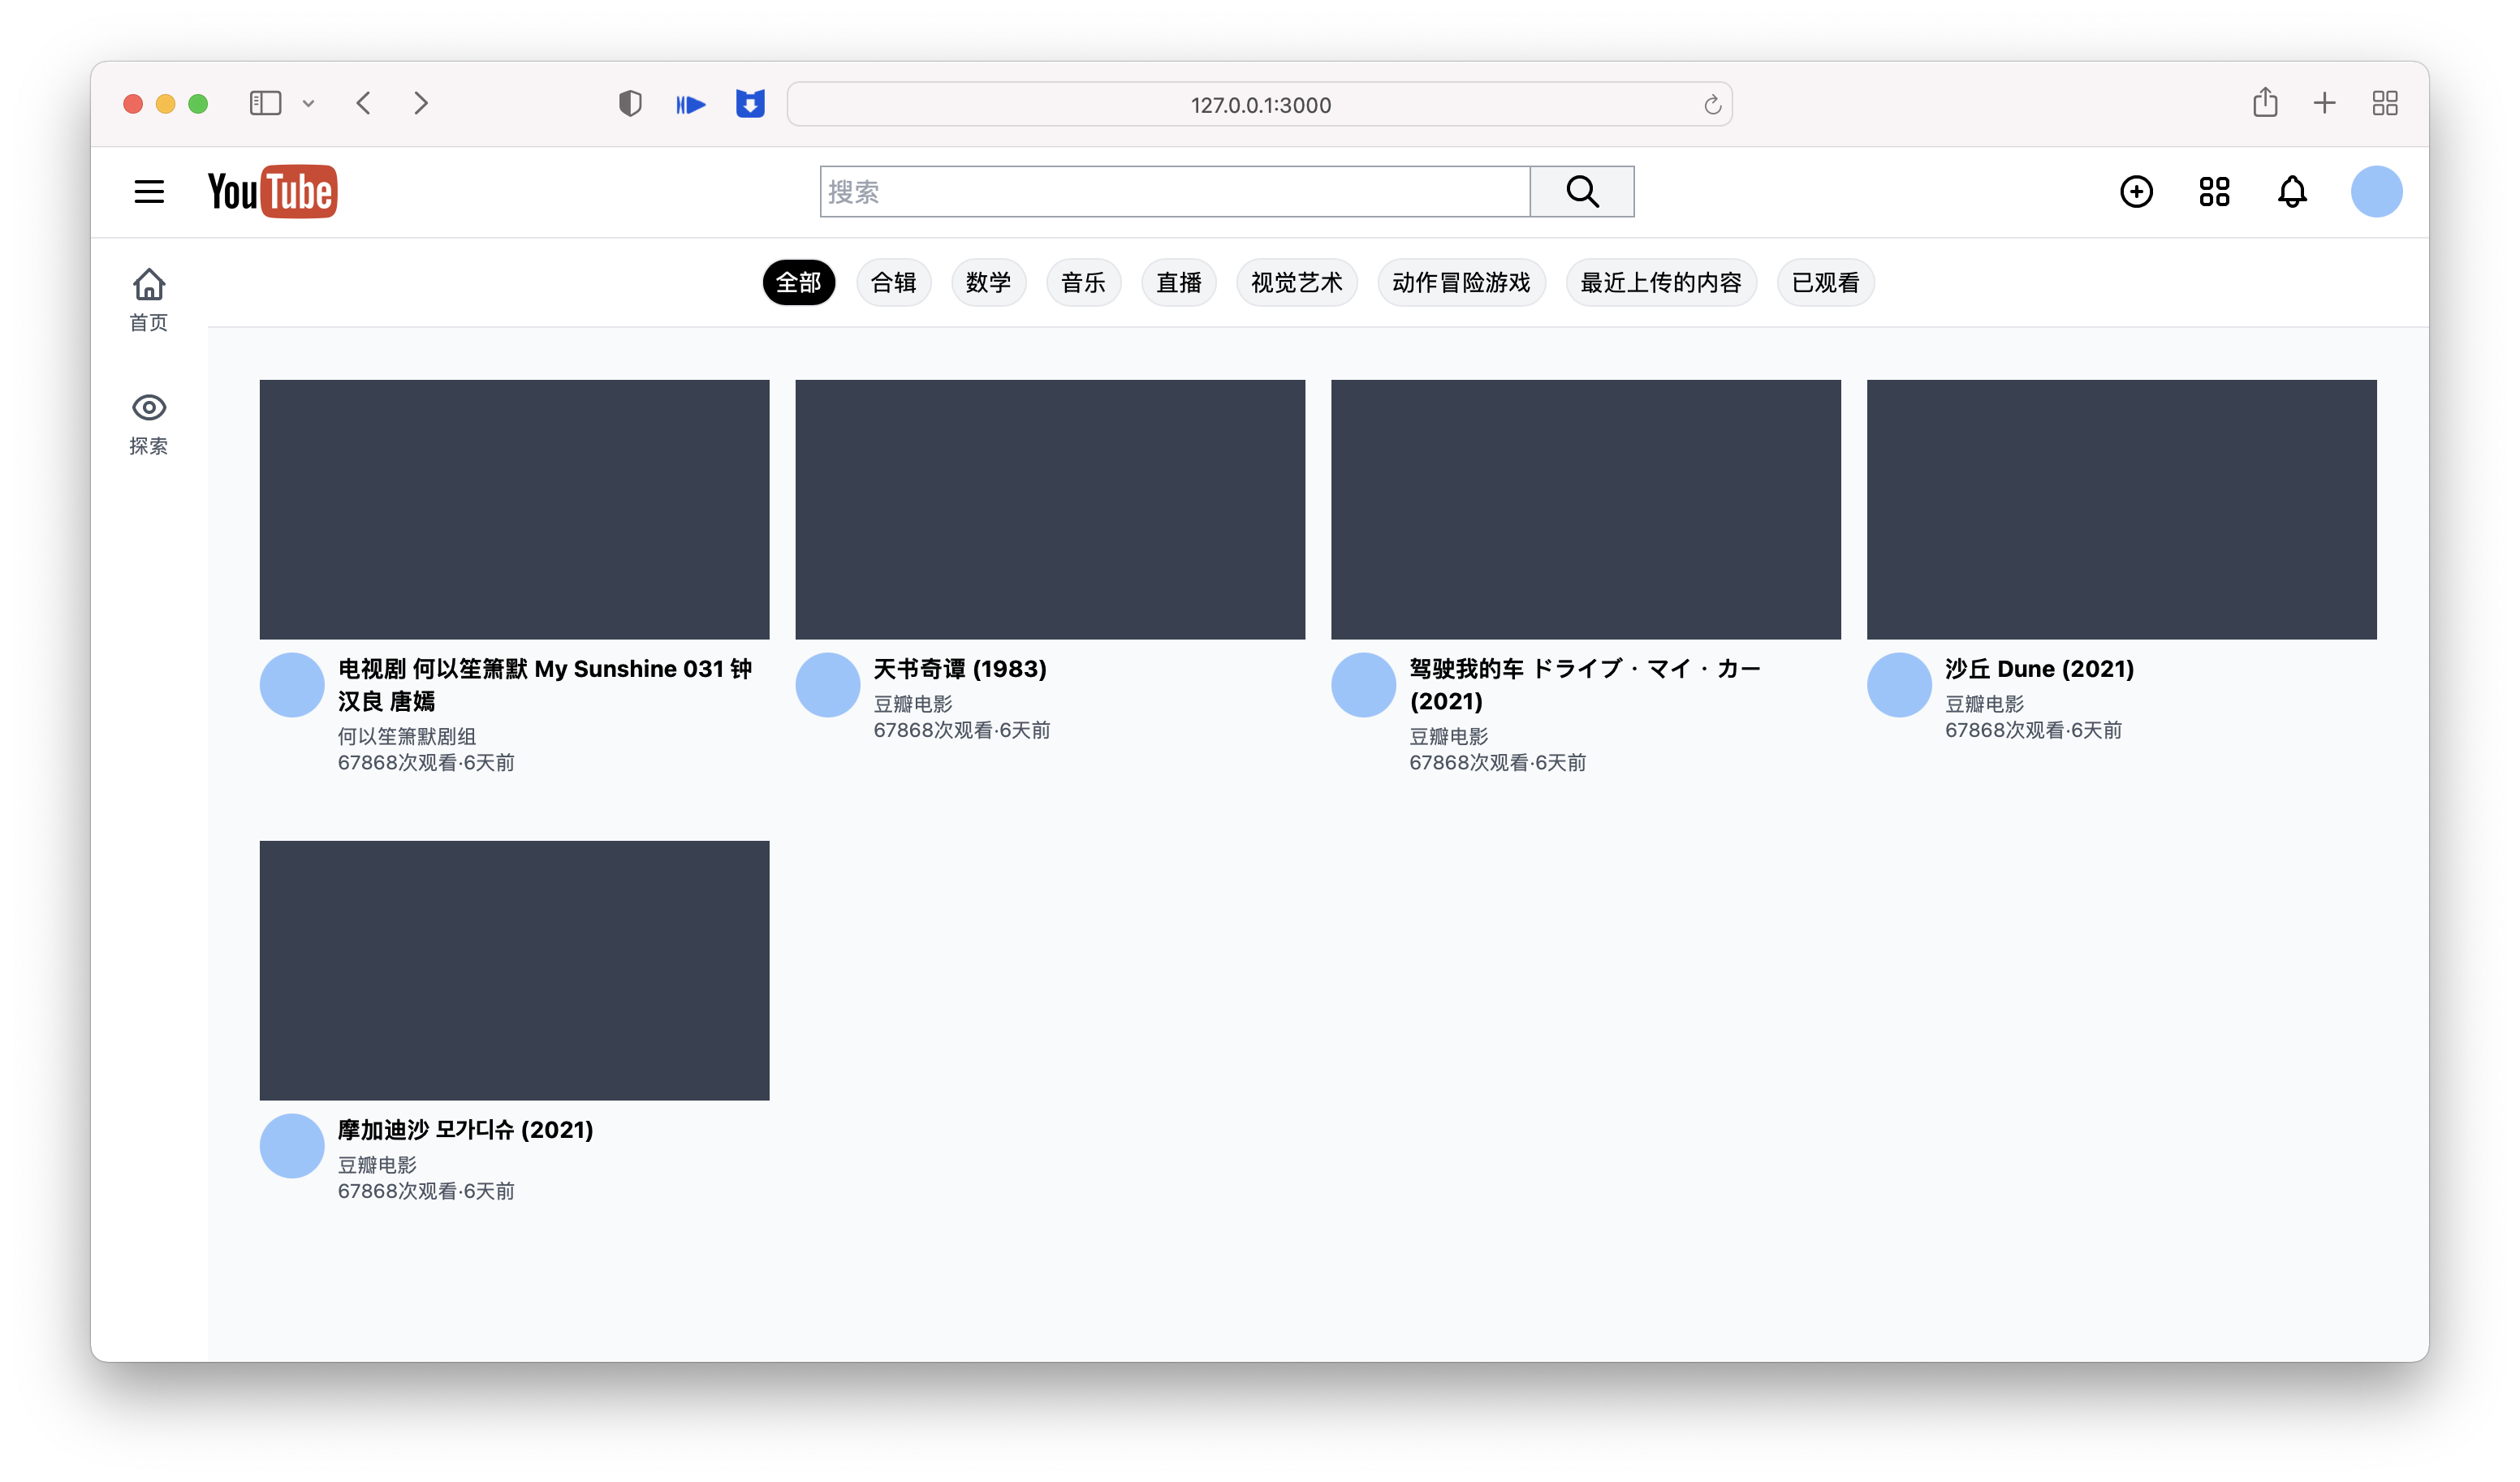 127.0.0.1:3000
YouTube
搜索
全部 合辑 数学 音乐 直播 视觉艺术 动作冒险游戏 最近上传的内容 已观看
首页
探索
电视剧 何以笙箫默 My Sunshine 031 钟
汉良 唐嫣
何以笙箫默剧组
67868次观看·6天前
天书奇谭 (1983)
豆瓣电影
67868次观看·6天前
驾驶我的车 ドライブ・マイ・カー
(2021)
豆瓣电影
67868次观看·6天前
沙丘 Dune (2021)
豆瓣电影
67868次观看·6天前
摩加迪沙 모가디슈 (2021)
豆瓣电影
67868次观看·6天前